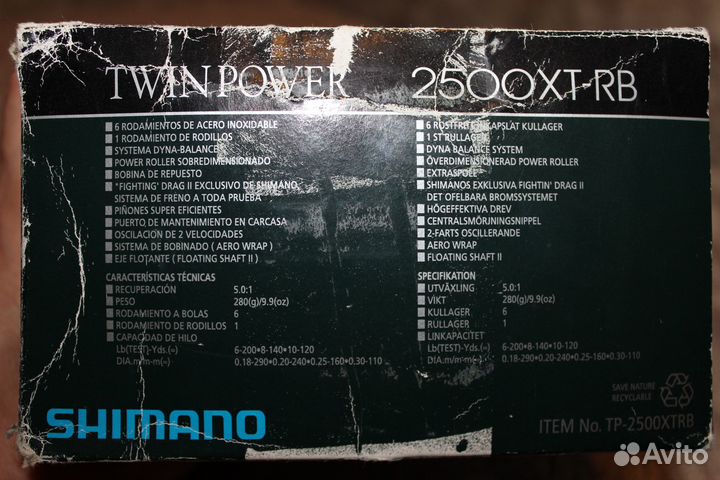 TWINPOWER 2500XT-RB
6 RODAMIENTOS DE ACERO INOXIDABLE
1 RODAMIENTO DE RODILLOS
SYSTEMA DYNA-BALANCE
POWER ROLLER SOBREDIMENSIONADO
BOBINA DE REPUESTO
"FIGHTING' DRAG II EXCLUSIVO DE SHIMANO,
SISTEMA DE FRENO A TODA PRUEBA
PIÑONES SUPER EFICIENTES
PUERTO DE MANTENIMIENTO EN CARCASA
OSCILACION DE 2 VELOCIDADES
SISTEMA DE BOBINADO ( AERO WRAP )
EJE FLOTANTE ( FLOATING SHAFT II )
CARACTERÍSTICAS TÉCNICAS
RECUPERACIÓN 5.0:1
PESO 280(g)/9.9(oz)
RODAMIENTO A BOLAS 6
RODAMIENTO DE RODILLOS 1
CAPACIDAD DE HILO
Lb(TEST)-Yds.(≈) 6-200*8-140*10-120
DIA.m/m-m(≈) 0.18-290*0.20-240*0.25-160*0.30-110
6 ROSTFRITT INKAPSLAT KULLAGER
1 ST RULLAGER
DYNA BALANCE SYSTEM
ÖVERDIMENSIONERAD POWER ROLLER
EXTRASPOLE
SHIMANOS EXKLUSIVA FIGHTIN' DRAG II
DET OFELBARA BROMSSYSTEMET
HÖGEFFEKTIVA DREV
CENTRALSMÖRJNINGSNIPPEL
2-FARTS OSCILLERANDE
AERO WRAP
FLOATING SHAFT II
SPECIFIKATION
UTVÄXLING 5.0:1
VIKT 280(g)/9.9(oz)
KULLAGER 6
RULLAGER 1
LINKAPACITET
Lb(TEST)-Yds.(≈) 6-200*8-140*10-120
DIA.m/m-m(≈) 0.18-290*0.20-240*0.25-160*0.30-110
SAVE NATURE
RECYCLABLE
SHIMANO
ITEM No. TP-2500XTRB
Avito